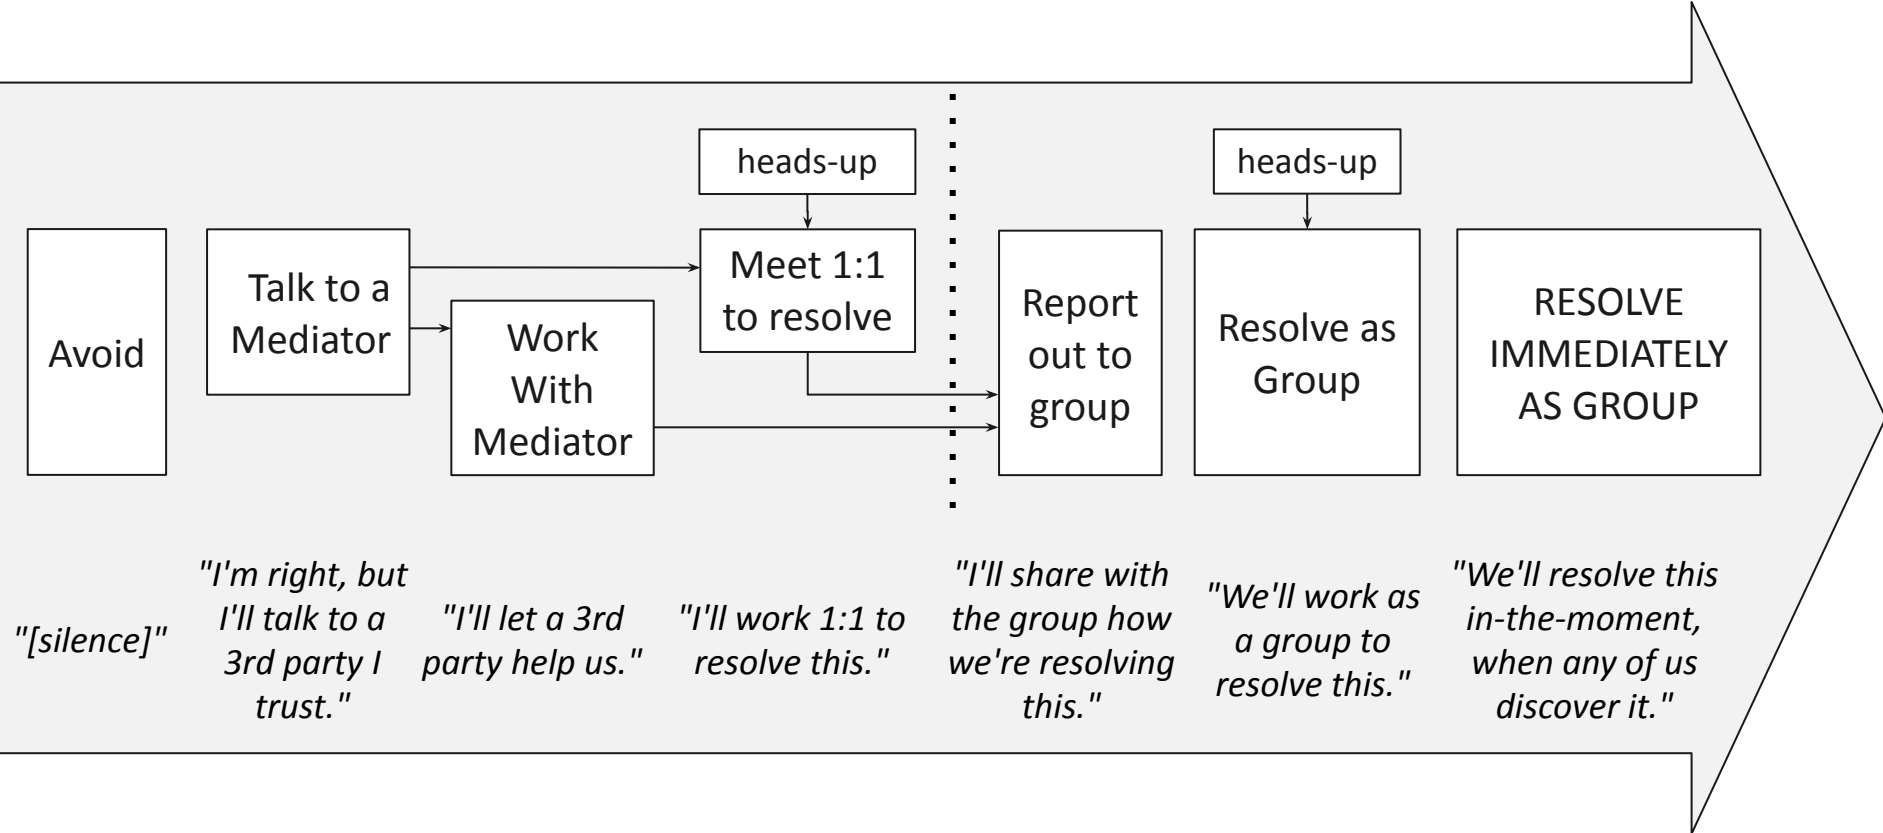 heads-up
heads-up
Avoid
Talk to a
Mediator
Work
With
Mediator
Meet 1:1
to resolve
Report
out to
group
Resolve as
Group
RESOLVE
IMMEDIATELY
AS GROUP
"[silence]"
"I'm right, but
I'll talk to a
3rd party I
trust."
"I'll let a 3rd
party help us."
"I'll work 1:1 to
resolve this."
"I'll share with
the group how
we're resolving
this."
"We'll work as
a group to
resolve this."
"We'll resolve this
in-the-moment,
when any of us
discover it."